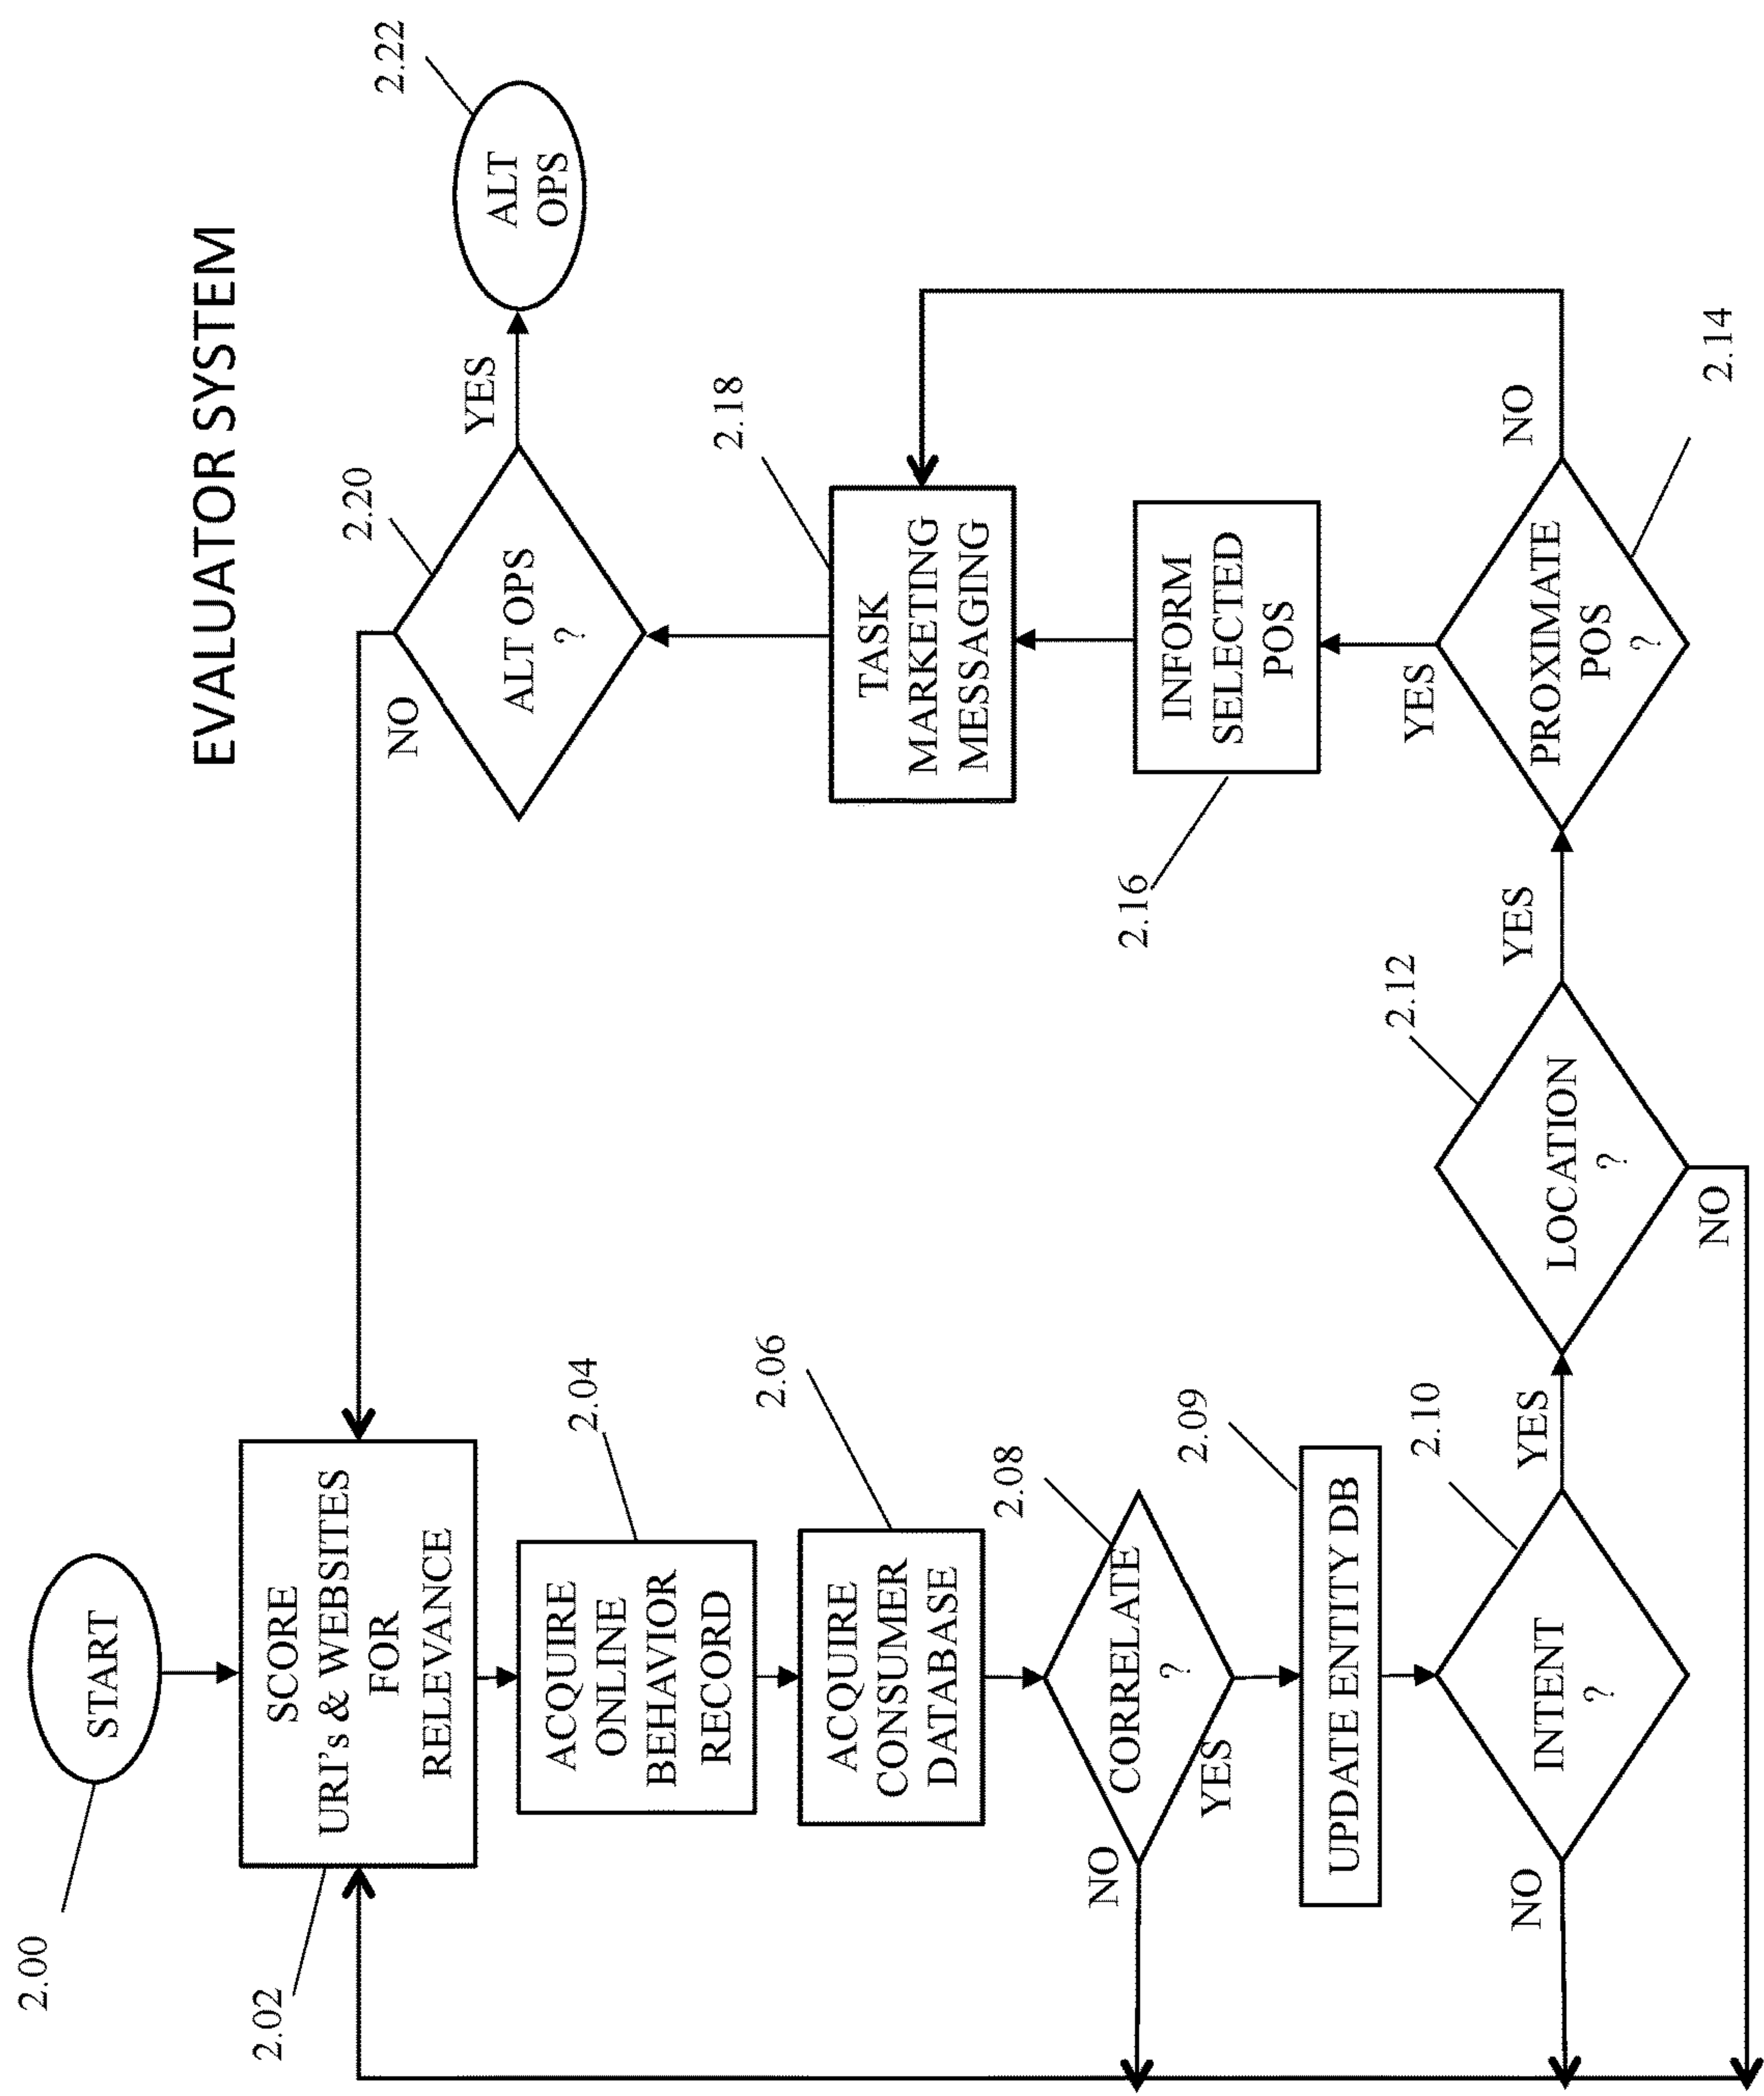 EVALUATOR SYSTEM
2.00
START
2.02
SCORE
URI's & WEBSITES
FOR
RELEVANCE
2.04
ACQUIRE
ONLINE
BEHAVIOR
RECORD
2.06
ACQUIRE
CONSUMER
DATABASE
2.08
CORRELATE
?
NO
YES
2.09
UPDATE ENTITY DB
2.10
INTENT
?
NO
YES
2.12
LOCATION
?
NO
YES
2.14
PROXIMATE
POS
?
NO
YES
2.16
INFORM
SELECTED
POS
2.18
TASK
MARKETING
MESSAGING
2.20
ALT OPS
?
NO
YES
2.22
ALT
OPS